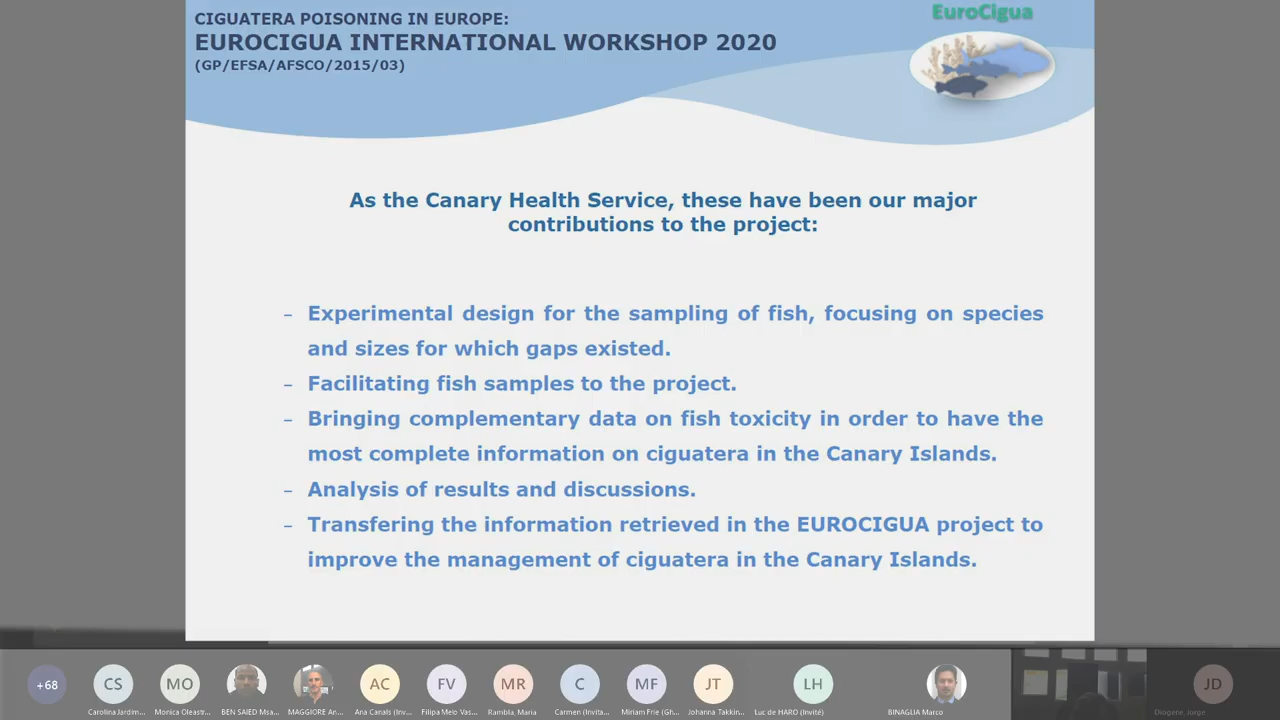 CIGUATERA POISONING IN EUROPE:
EUROCIGUA INTERNATIONAL WORKSHOP 2020
(GP/EFSA/AFSCO/2015/03)
EuroCigua
As the Canary Health Service, these have been our major
contributions to the project:
– Experimental design for the sampling of fish, focusing on species
and sizes for which gaps existed.
– Facilitating fish samples to the project.
– Bringing complementary data on fish toxicity in order to have the
most complete information on ciguatera in the Canary Islands.
– Analysis of results and discussions.
– Transfering the information retrieved in the EUROCIGUA project to
improve the management of ciguatera in the Canary Islands.
+68 CS MO AC FV MR C MF JT LH JD
Carolina Jardim... Monica Oleastr... BEN SAIED Msa... MAGGIORE An... Ana Canals (Inv... Filipa Melo Vas... Rambla, Maria Carmen (Invita... Miriam Frie (Gh... Johanna Takkin... Luc de HARO (Invité) BINAGLIA Marco Diogène, Jorge